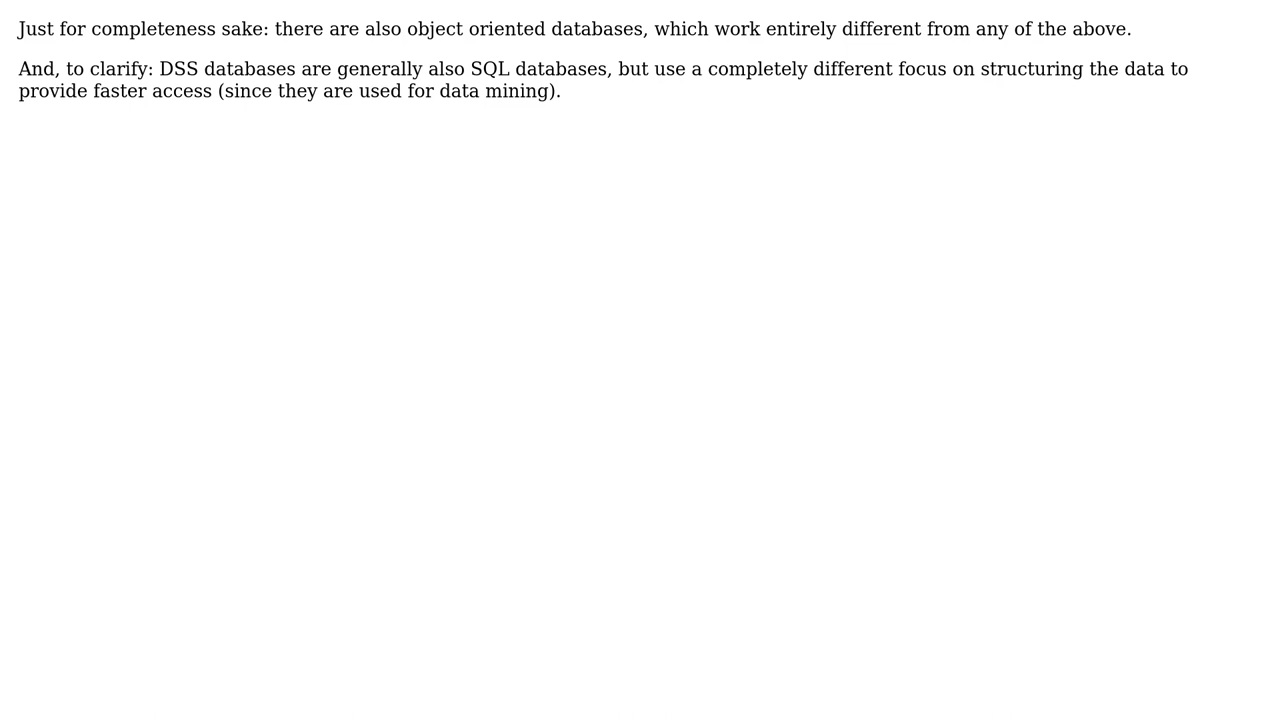 Just for completeness sake: there are also object oriented databases, which work entirely different from any of the above.
And, to clarify: DSS databases are generally also SQL databases, but use a completely different focus on structuring the data to
provide faster access (since they are used for data mining).